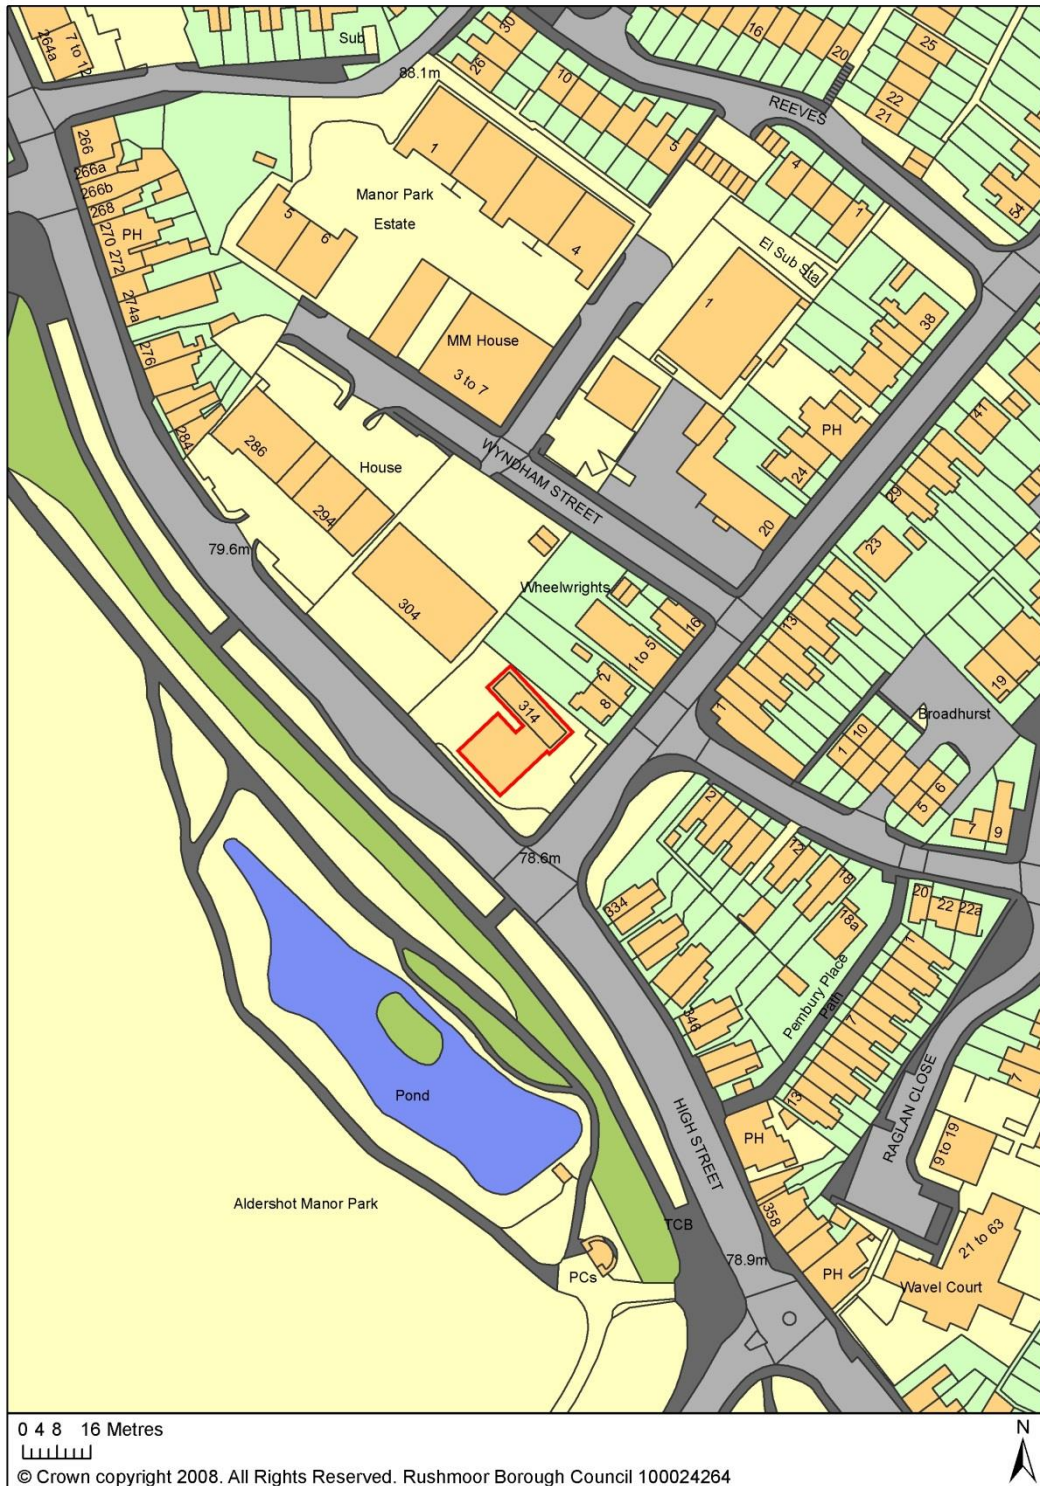 264a
7 to 12
Sub
30
26
16
20
25
22
21
88.1m
10
5
REEVES
266
266a
266b
268
270
PH
272
274a
1
Manor Park
Estate
5
6
4
4
1
54
El Sub Sta
1
38
276
284
286
MM House
3 to 7
House
294
WYNDHAM STREET
PH
24
20
41
29
23
79.6m
304
Wheelwrights
16
1 to 5
2
8
314
13
1
19
Broadhurst
10
1
5
6
7
9
78.6m
2
12
18
18a
20
22
22a
334
346
Pembury Place
Path
1
7
13
RAGLAN CLOSE
7
9 to 19
Pond
HIGH STREET
PH
358
PH
21 to 63
Wavel Court
Aldershot Manor Park
TCB
78.9m
PCs
0 4 8 16 Metres
N
© Crown copyright 2008. All Rights Reserved. Rushmoor Borough Council 100024264